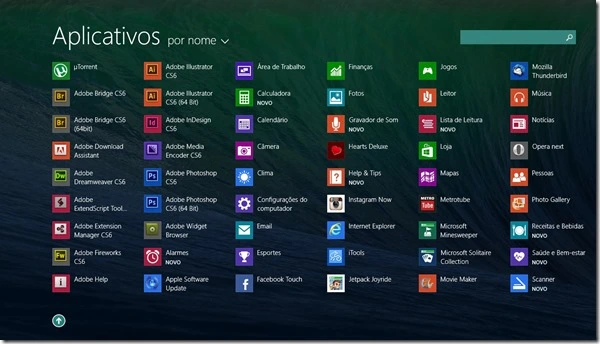 Aplicativos por nome
µTorrent
Adobe Bridge CS6
Adobe Bridge CS6
(64bit)
Adobe Download
Assistant
Adobe
Dreamweaver CS6
Adobe
ExtendScript Tool...
Adobe Extension
Manager CS6
Adobe Fireworks
CS6
Adobe Help
Adobe Illustrator
CS6
Adobe Illustrator
CS6 (64 Bit)
Adobe InDesign
CS6
Adobe Media
Encoder CS6
Adobe Photoshop
CS6
Adobe Photoshop
CS6 (64 Bit)
Adobe Widget
Browser
Alarmes
NOVO
Apple Software
Update
Área de Trabalho
Calculadora
NOVO
Calendário
Câmera
Clima
Configurações do
computador
Email
Esportes
Facebook Touch
Finanças
Fotos
Gravador de Som
NOVO
Hearts Deluxe
Help & Tips
NOVO
Instagram Now
Internet Explorer
iTools
Jetpack Joyride
Jogos
Leitor
Lista de Leitura
NOVO
Loja
Mapas
Metrotube
Microsoft
Minesweeper
Microsoft Solitaire
Collection
Movie Maker
Mozilla
Thunderbird
Música
Notícias
Opera next
Pessoas
Photo Gallery
Receitas e Bebidas
NOVO
Saúde e Bem-estar
NOVO
Scanner
NOVO